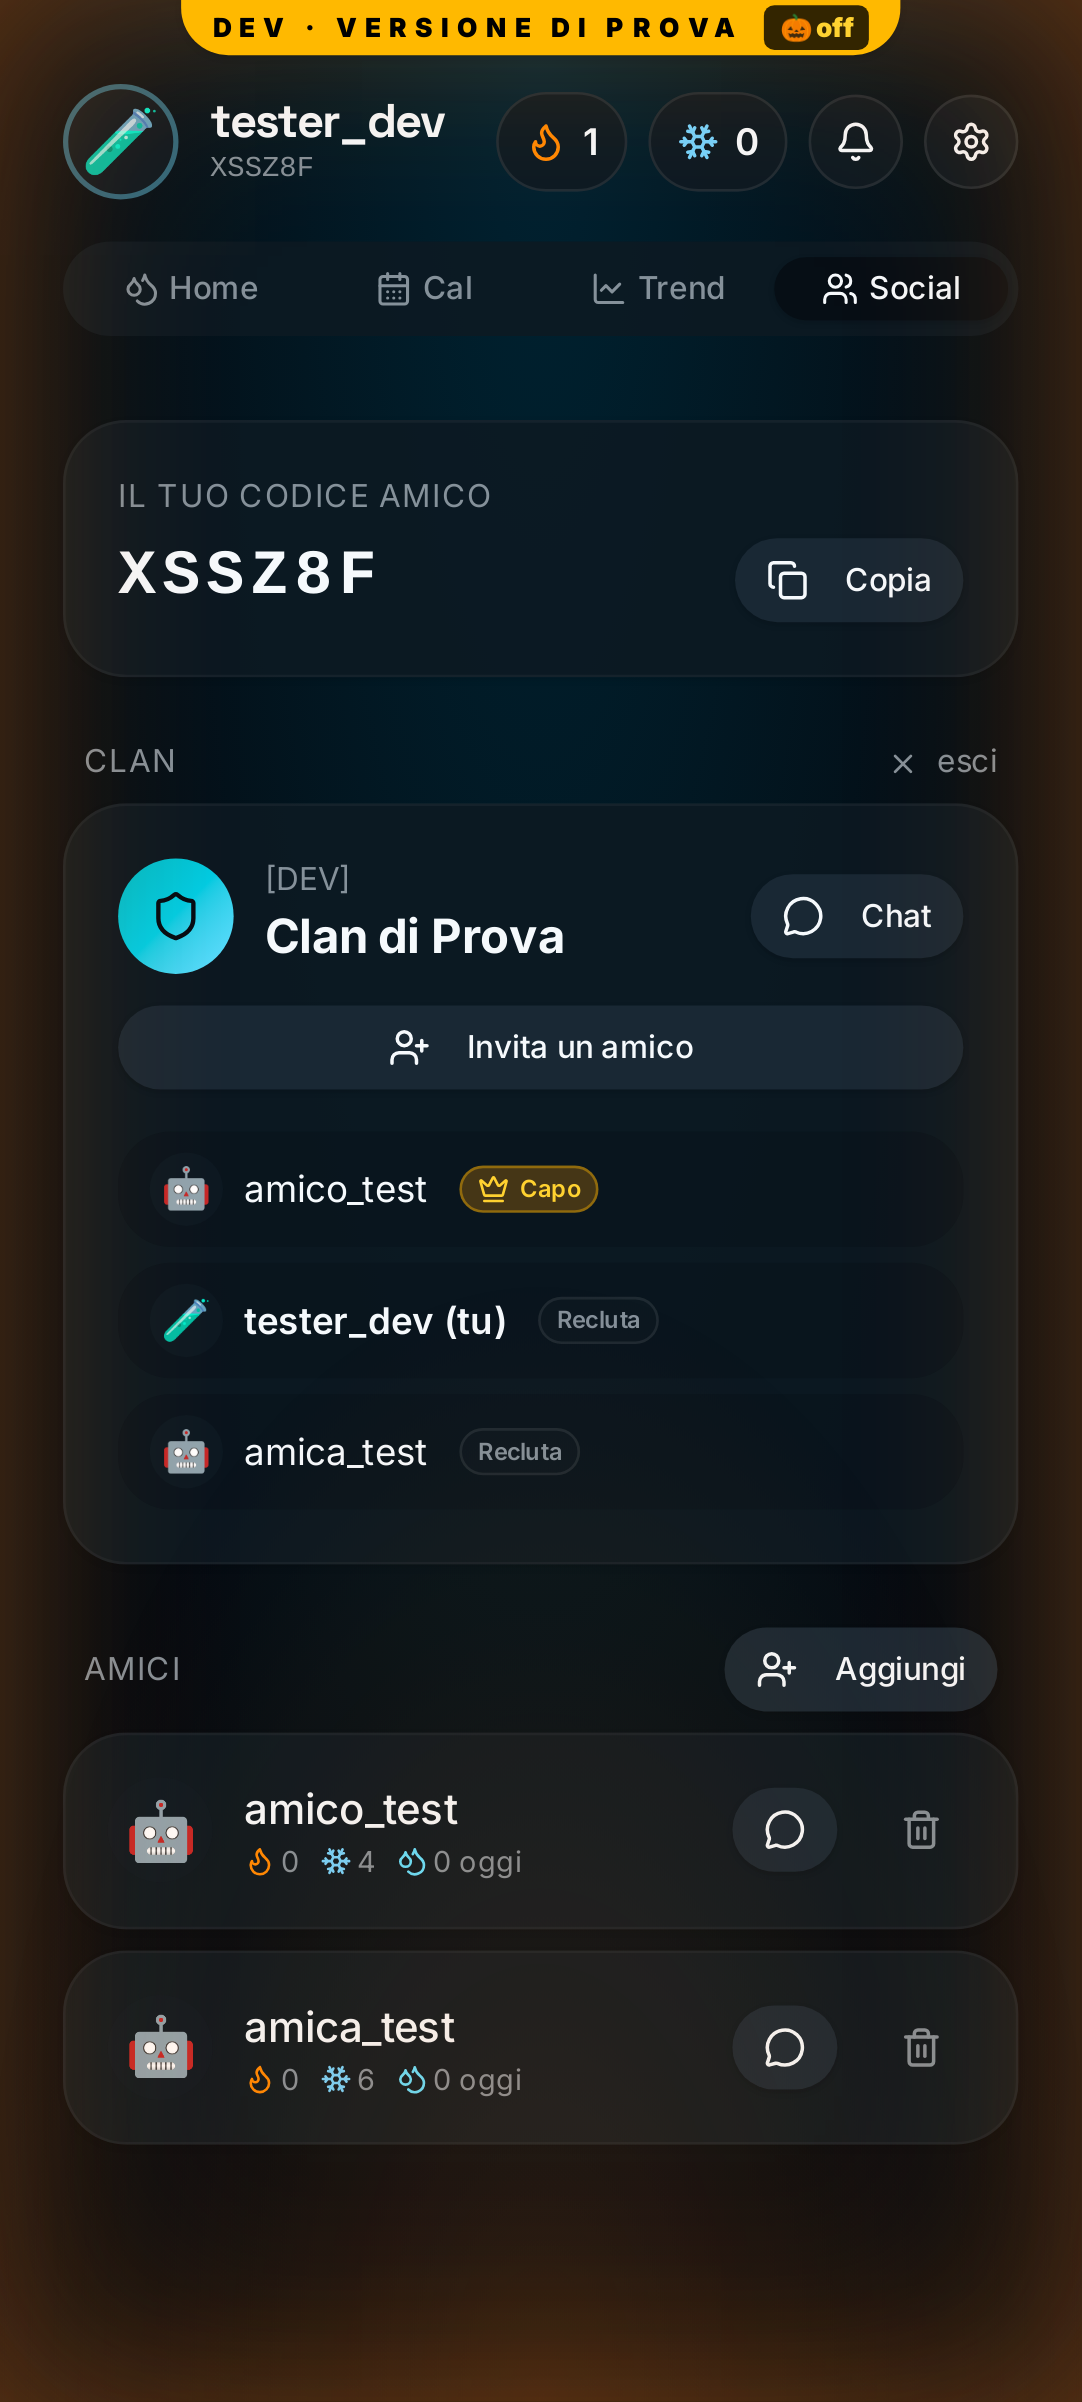 DEV · VERSIONE DI PROVA 🎃off
tester_dev
XSSZ8F
1
0
Home
Cal
Trend
Social
IL TUO CODICE AMICO
XSSZ8F
Copia
CLAN
esci
[DEV]
Clan di Prova
Chat
Invita un amico
amico_test Capo
tester_dev (tu) Recluta
amica_test Recluta
AMICI
Aggiungi
amico_test
0 4 0 oggi
amica_test
0 6 0 oggi